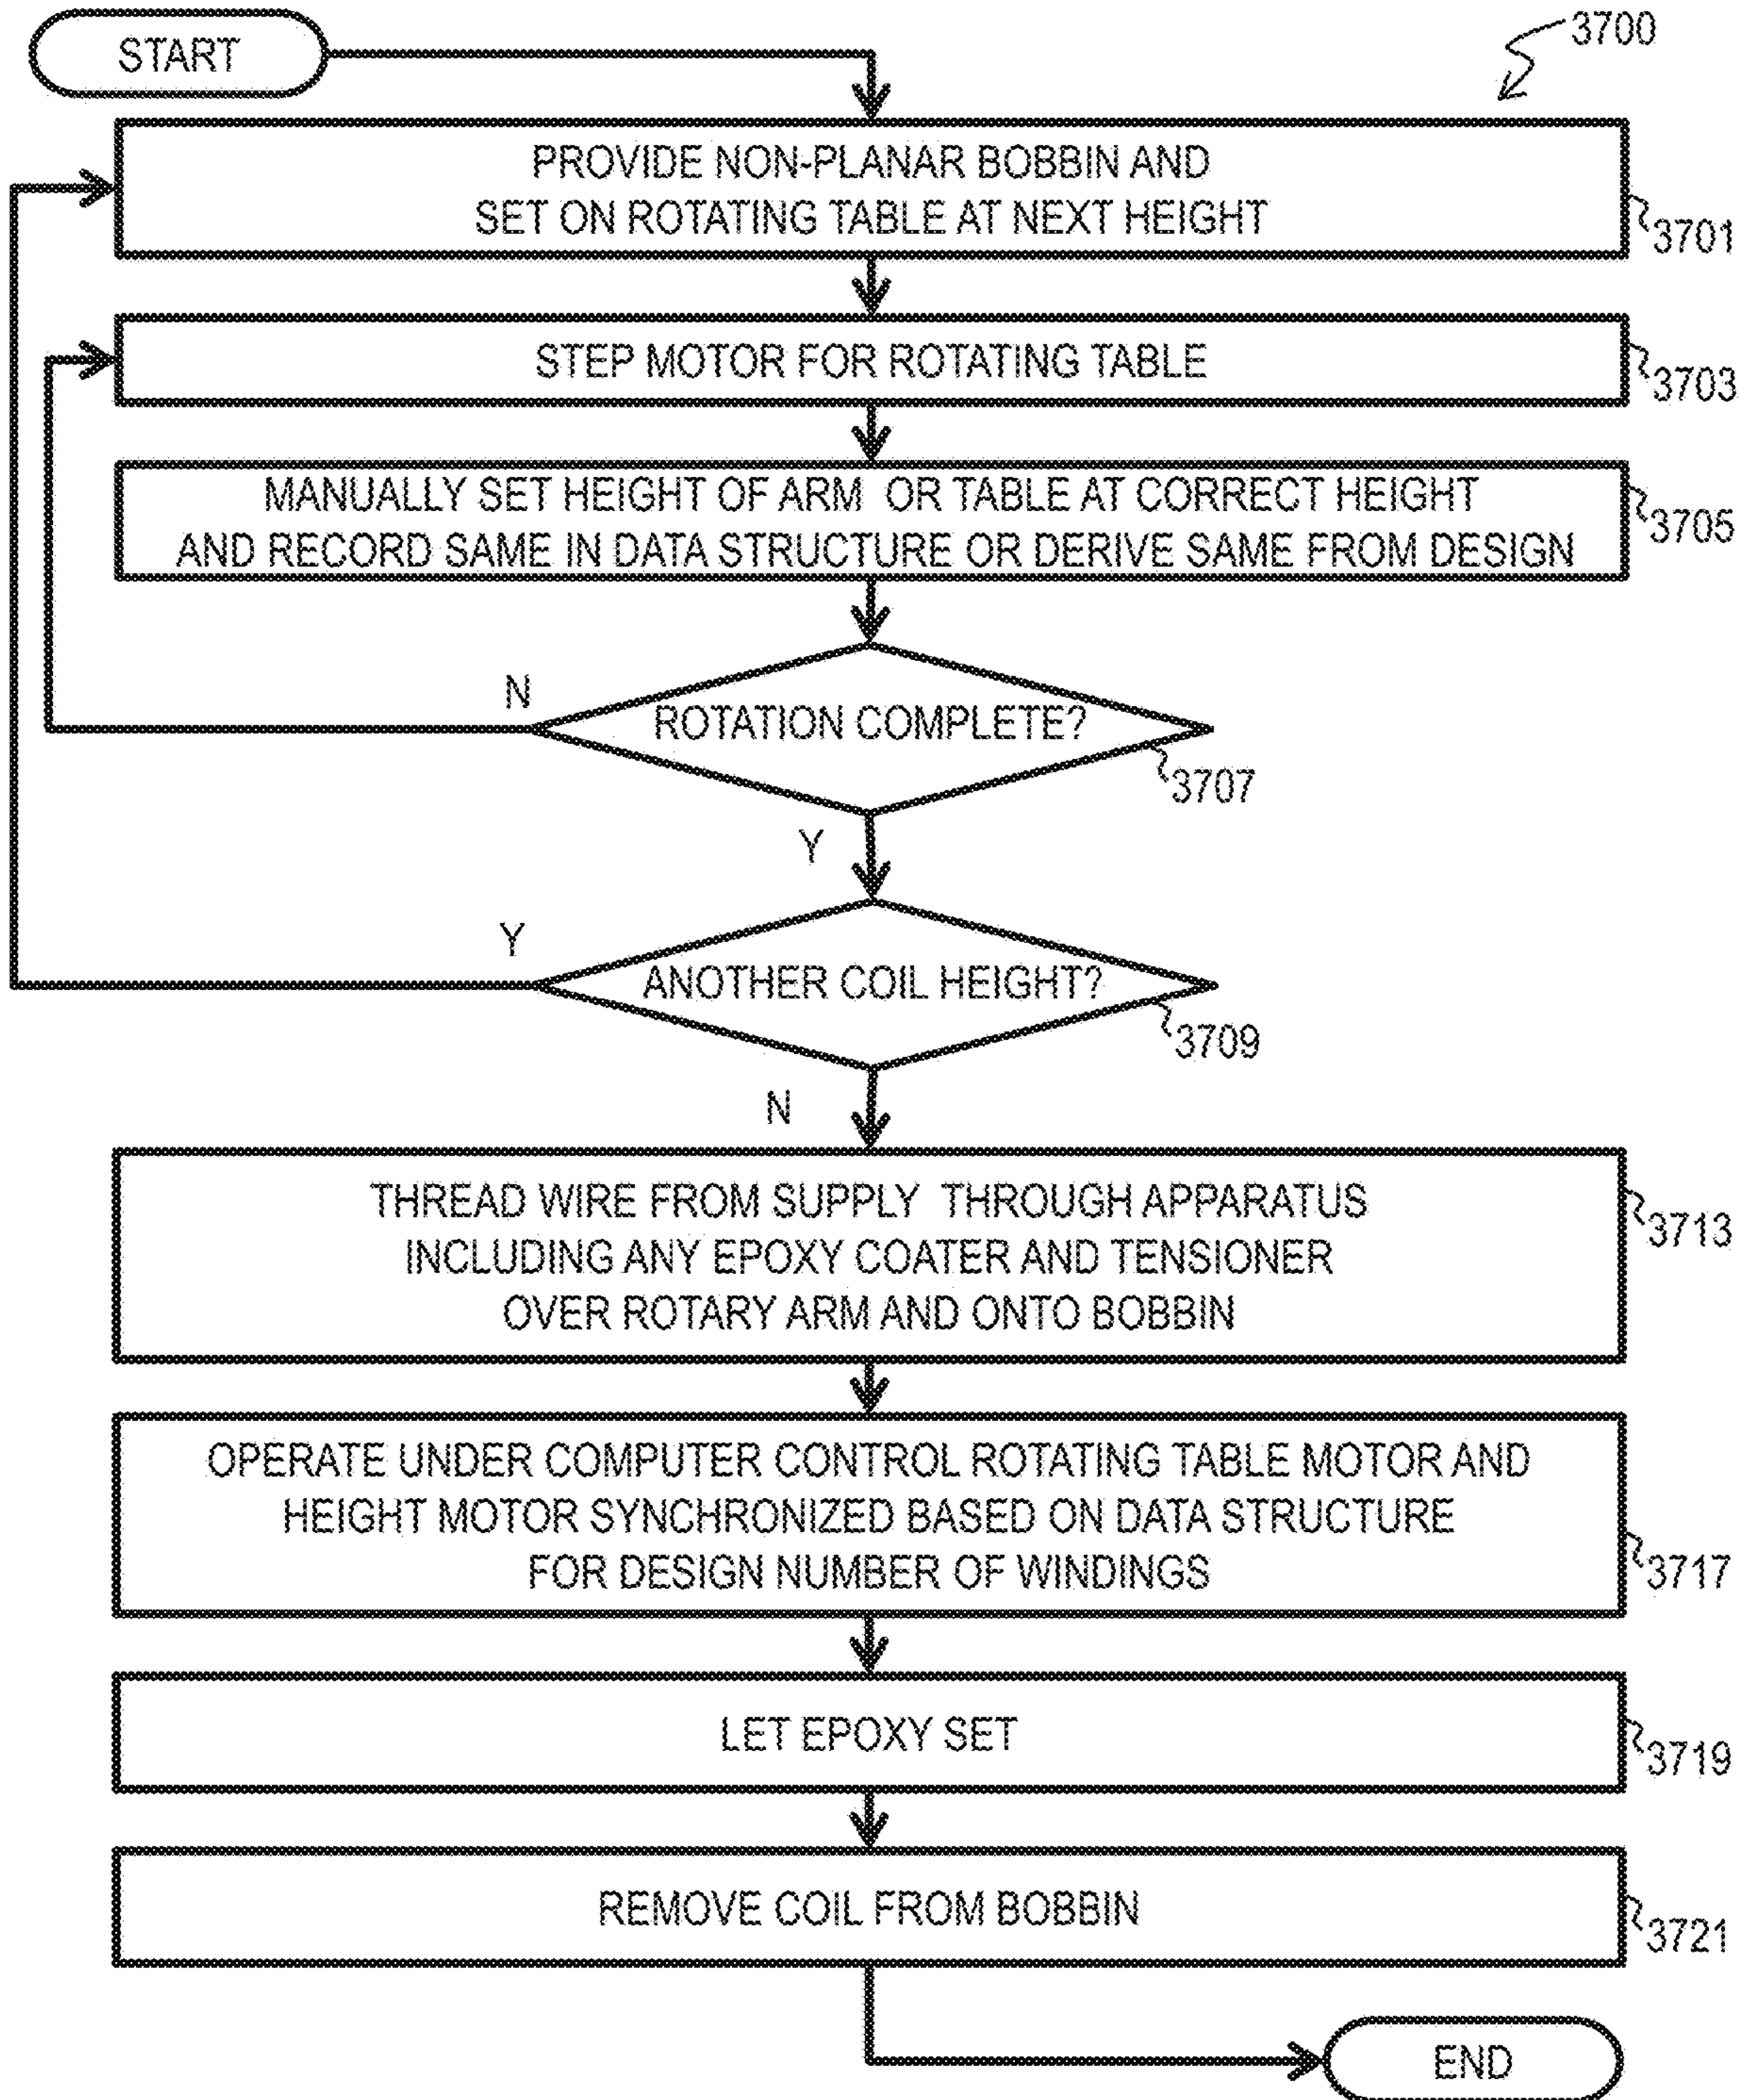 START
3700
PROVIDE NON-PLANAR BOBBIN AND
SET ON ROTATING TABLE AT NEXT HEIGHT
3701
STEP MOTOR FOR ROTATING TABLE
3703
MANUALLY SET HEIGHT OF ARM OR TABLE AT CORRECT HEIGHT
AND RECORD SAME IN DATA STRUCTURE OR DERIVE SAME FROM DESIGN
3705
N
ROTATION COMPLETE?
3707
Y
Y
ANOTHER COIL HEIGHT?
3709
N
THREAD WIRE FROM SUPPLY THROUGH APPARATUS
INCLUDING ANY EPOXY COATER AND TENSIONER
OVER ROTARY ARM AND ONTO BOBBIN
3713
OPERATE UNDER COMPUTER CONTROL ROTATING TABLE MOTOR AND
HEIGHT MOTOR SYNCHRONIZED BASED ON DATA STRUCTURE
FOR DESIGN NUMBER OF WINDINGS
3717
LET EPOXY SET
3719
REMOVE COIL FROM BOBBIN
3721
END